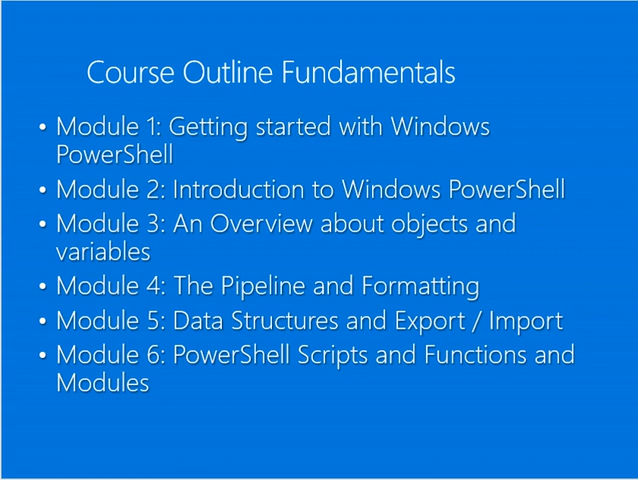 Course Outline Fundamentals
• Module 1: Getting started with Windows
PowerShell
• Module 2: Introduction to Windows PowerShell
• Module 3: An Overview about objects and
variables
• Module 4: The Pipeline and Formatting
• Module 5: Data Structures and Export / Import
• Module 6: PowerShell Scripts and Functions and
Modules